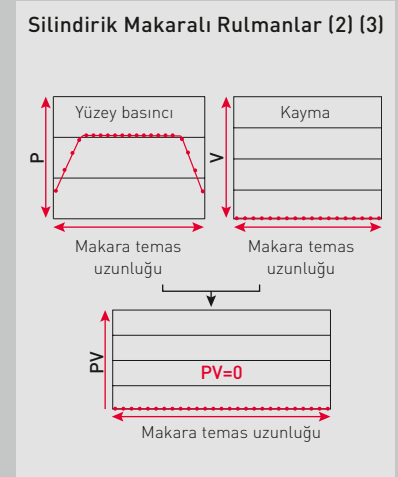 Silindirik Makaralı Rulmanlar (2) (3)
Yüzey basıncı
P
Makara temas
uzunluğu
Kayma
V
Makara temas
uzunluğu
PV
PV=0
Makara temas uzunluğu